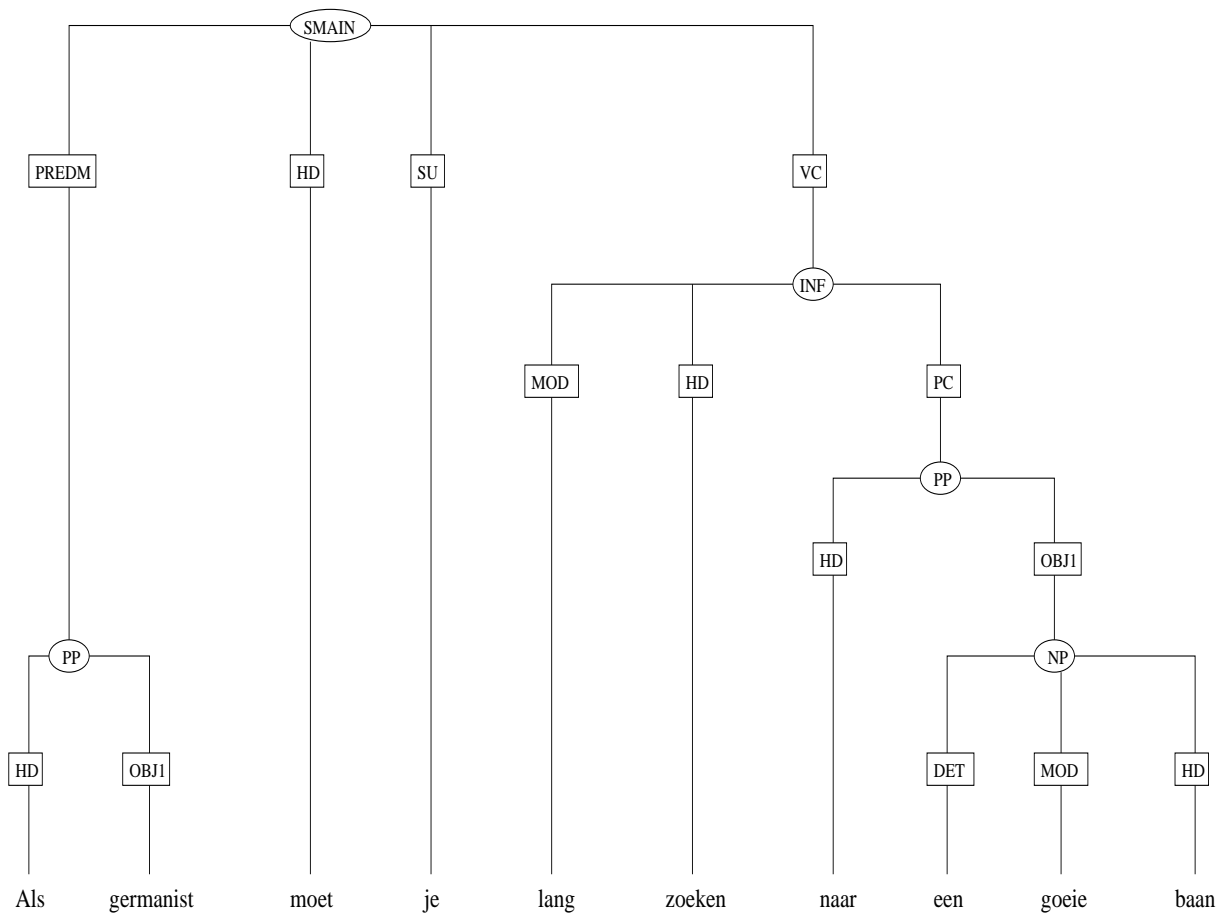 SMAIN
PREDM HD SU VC
INF
MOD HD PC
PP
HD OBJ1
PP NP
HD OBJ1 DET MOD HD
Als germanist moet je lang zoeken naar een goeie baan